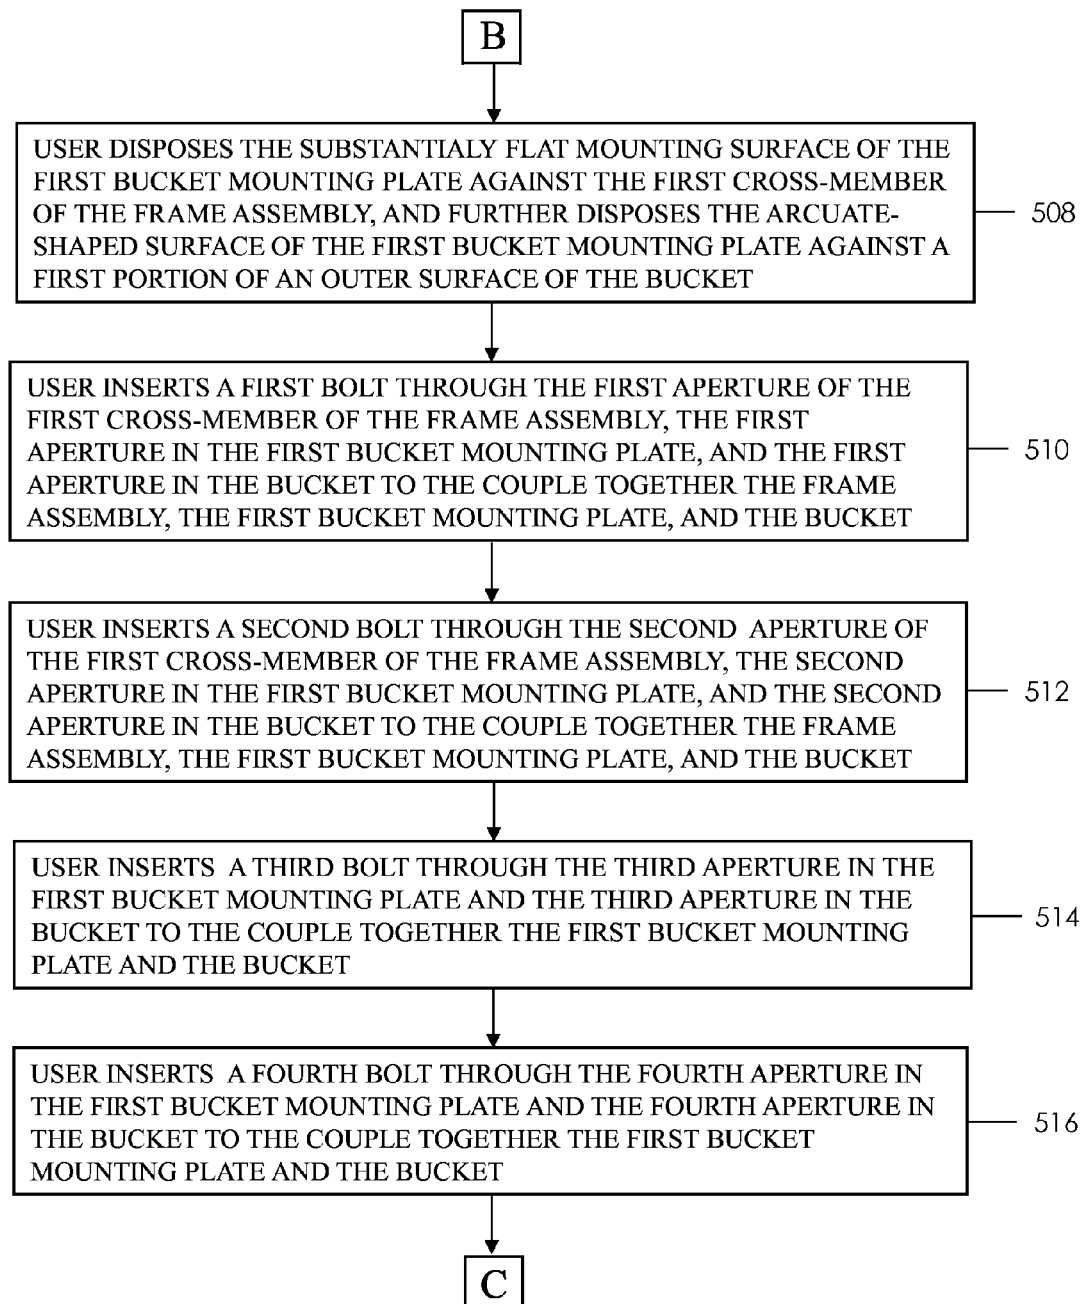 B
USER DISPOSES THE SUBSTANTIALY FLAT MOUNTING SURFACE OF THE
FIRST BUCKET MOUNTING PLATE AGAINST THE FIRST CROSS-MEMBER
OF THE FRAME ASSEMBLY, AND FURTHER DISPOSES THE ARCUATE-
SHAPED SURFACE OF THE FIRST BUCKET MOUNTING PLATE AGAINST A
FIRST PORTION OF AN OUTER SURFACE OF THE BUCKET
508
USER INSERTS A FIRST BOLT THROUGH THE FIRST APERTURE OF THE
FIRST CROSS-MEMBER OF THE FRAME ASSEMBLY, THE FIRST
APERTURE IN THE FIRST BUCKET MOUNTING PLATE, AND THE FIRST
APERTURE IN THE BUCKET TO THE COUPLE TOGETHER THE FRAME
ASSEMBLY, THE FIRST BUCKET MOUNTING PLATE, AND THE BUCKET
510
USER INSERTS A SECOND BOLT THROUGH THE SECOND APERTURE OF
THE FIRST CROSS-MEMBER OF THE FRAME ASSEMBLY, THE SECOND
APERTURE IN THE FIRST BUCKET MOUNTING PLATE, AND THE SECOND
APERTURE IN THE BUCKET TO THE COUPLE TOGETHER THE FRAME
ASSEMBLY, THE FIRST BUCKET MOUNTING PLATE, AND THE BUCKET
512
USER INSERTS A THIRD BOLT THROUGH THE THIRD APERTURE IN THE
FIRST BUCKET MOUNTING PLATE AND THE THIRD APERTURE IN THE
BUCKET TO THE COUPLE TOGETHER THE FIRST BUCKET MOUNTING
PLATE AND THE BUCKET
514
USER INSERTS A FOURTH BOLT THROUGH THE FOURTH APERTURE IN
THE FIRST BUCKET MOUNTING PLATE AND THE FOURTH APERTURE IN
THE BUCKET TO THE COUPLE TOGETHER THE FIRST BUCKET
MOUNTING PLATE AND THE BUCKET
516
C